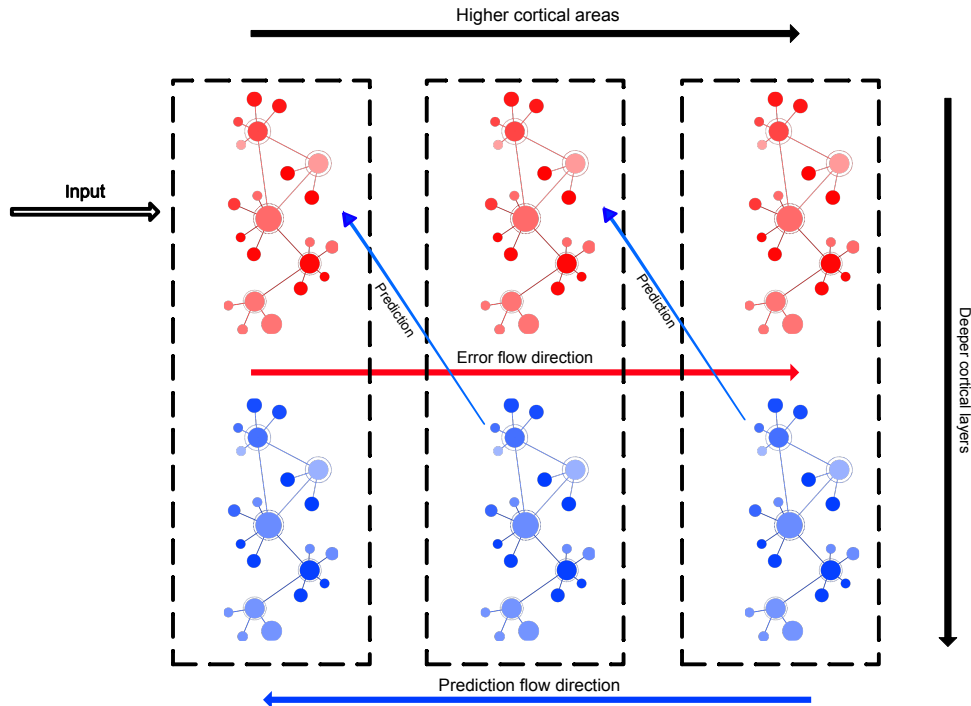 Higher cortical areas
Input
Prediction
Prediction
Error flow direction
Deeper cortical layers
Prediction flow direction